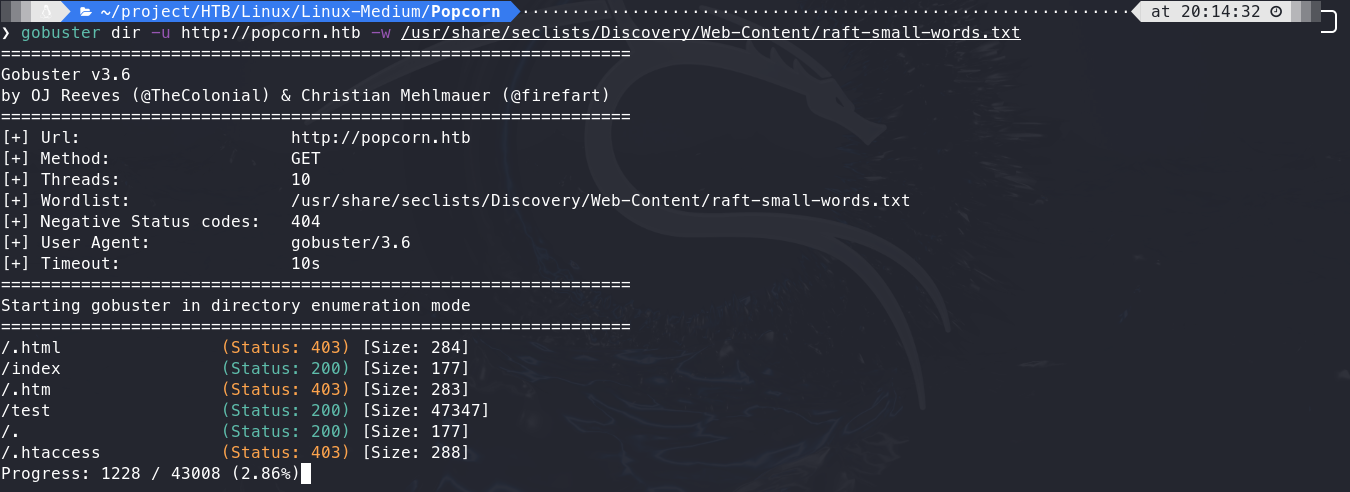 ~/project/HTB/Linux/Linux-Medium/Popcorn at 20:14:32
❯ gobuster dir -u http://popcorn.htb -w /usr/share/seclists/Discovery/Web-Content/raft-small-words.txt
===============================================================
Gobuster v3.6
by OJ Reeves (@TheColonial) & Christian Mehlmauer (@firefart)
===============================================================
[+] Url:                     http://popcorn.htb
[+] Method:                  GET
[+] Threads:                 10
[+] Wordlist:                /usr/share/seclists/Discovery/Web-Content/raft-small-words.txt
[+] Negative Status codes:   404
[+] User Agent:              gobuster/3.6
[+] Timeout:                 10s
===============================================================
Starting gobuster in directory enumeration mode
===============================================================
/.html                (Status: 403) [Size: 284]
/index                (Status: 200) [Size: 177]
/.htm                 (Status: 403) [Size: 283]
/test                 (Status: 200) [Size: 47347]
/.                    (Status: 200) [Size: 177]
/.htaccess            (Status: 403) [Size: 288]
Progress: 1228 / 43008 (2.86%)